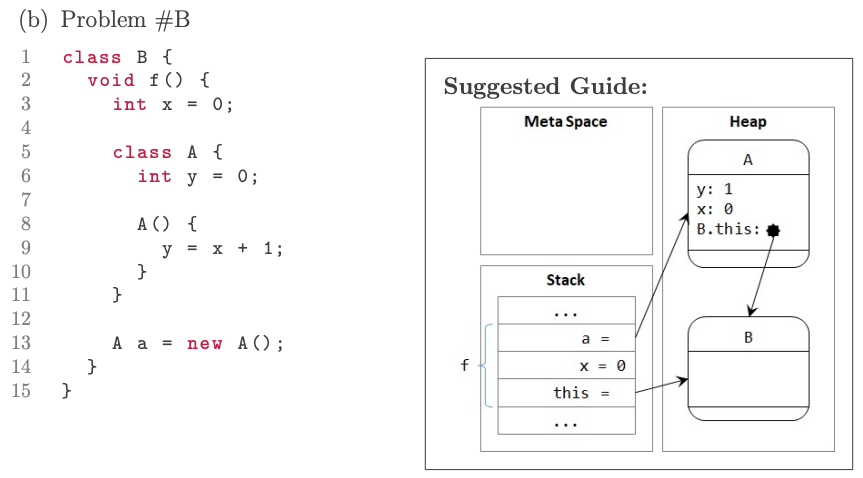 (b) Problem #B
1 class B {
2 void f() {
3 int x = 0;
4
5 class A {
6 int y = 0;
7
8 A() {
9 y = x + 1;
10 }
11 }
12
13 A a = new A();
14 }
15 }
Suggested Guide:
Meta Space
Heap
A
y: 1
x: 0
B.this:
Stack
...
a =
f
x = 0
this =
...
B